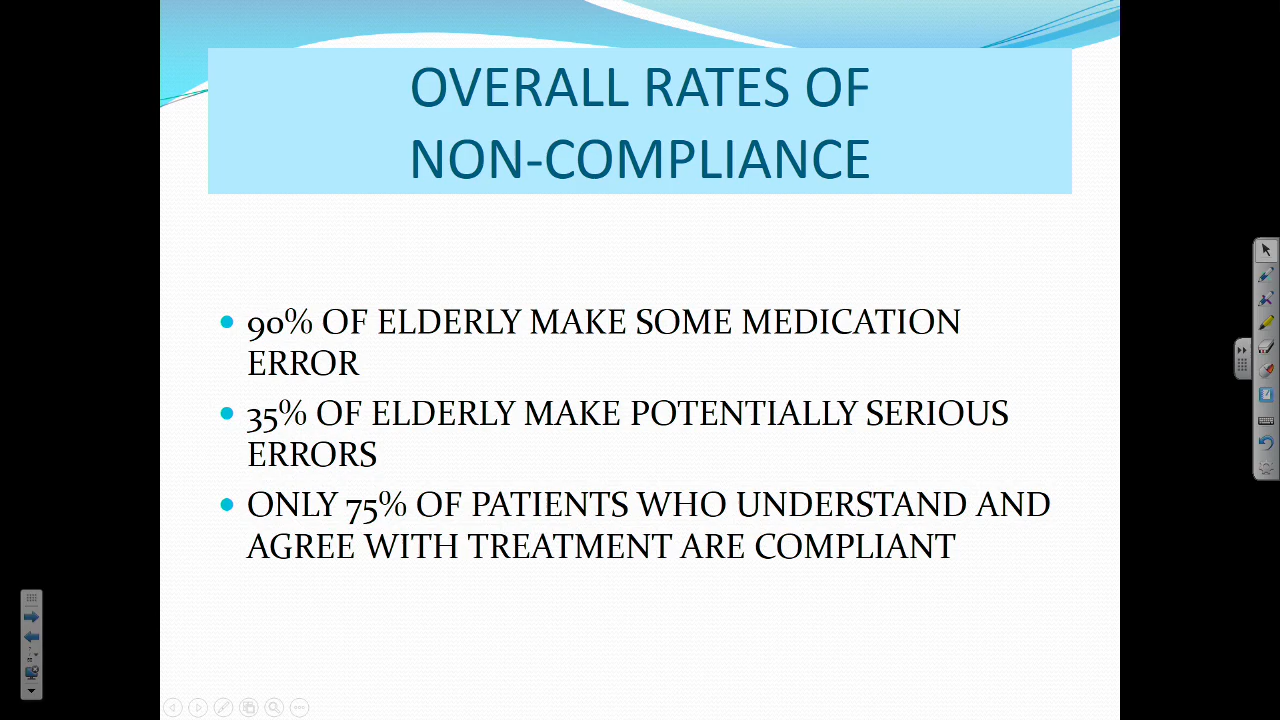 OVERALL RATES OF
NON-COMPLIANCE
90% OF ELDERLY MAKE SOME MEDICATION
ERROR
35% OF ELDERLY MAKE POTENTIALLY SERIOUS
ERRORS
ONLY 75% OF PATIENTS WHO UNDERSTAND AND
AGREE WITH TREATMENT ARE COMPLIANT